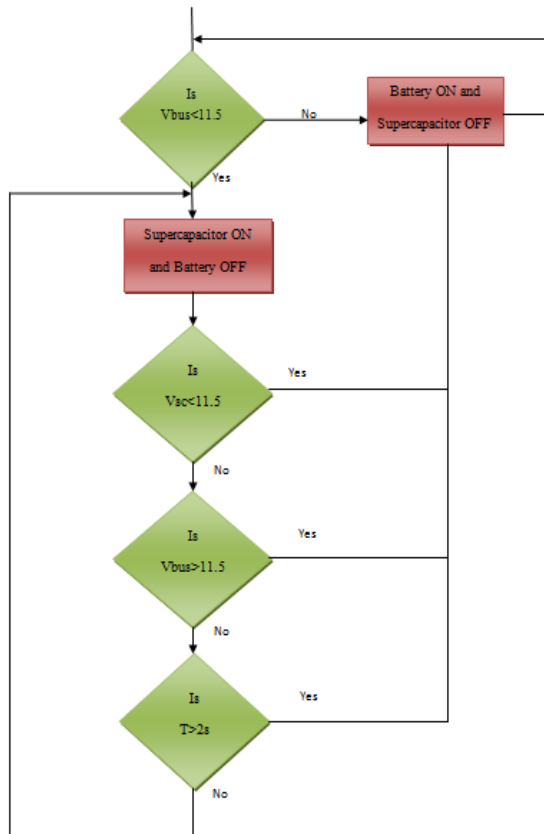 Is
Vbus<11.5
No
Battery ON and
Supercapacitor OFF
Yes
Supercapacitor ON
and Battery OFF
Is
Vsc<11.5
Yes
No
Is
Vbus>11.5
Yes
No
Is
T>2s
Yes
No